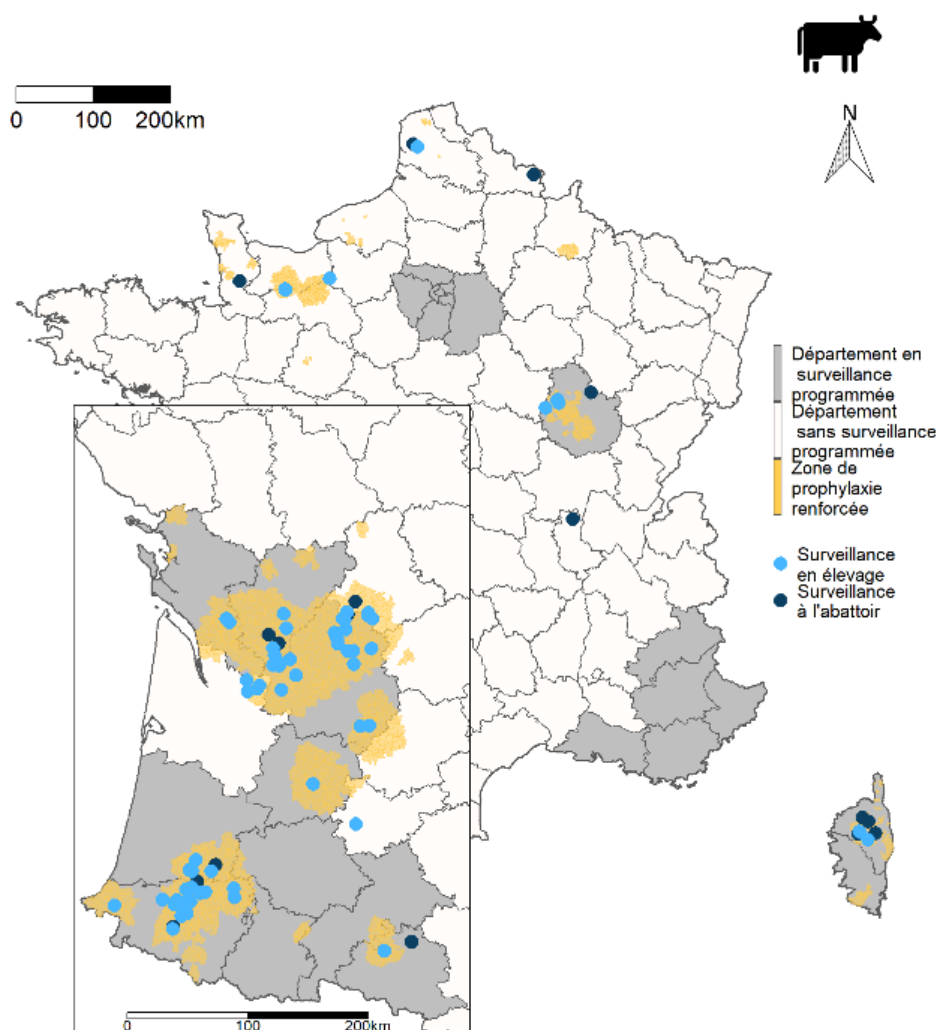 0 100 200km
N
Département en
surveillance
programmée
Département
sans surveillance
programmée
Zone de
prophylaxie
renforcée
Surveillance
en élevage
Surveillance
à l'abattoir
0 100 200km